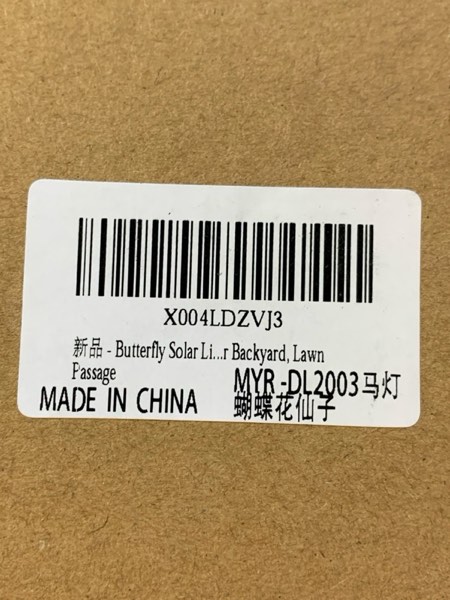 X004LDZVJ3
新品 - Butterfly Solar Li...r Backyard, Lawn
Passage
MYR -DL2003马灯
MADE IN CHINA
蝴蝶花仙子